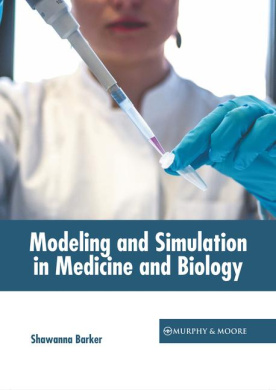 Modeling and Simulation
in Medicine and Biology
Shawanna Barker
MURPHY & MOORE